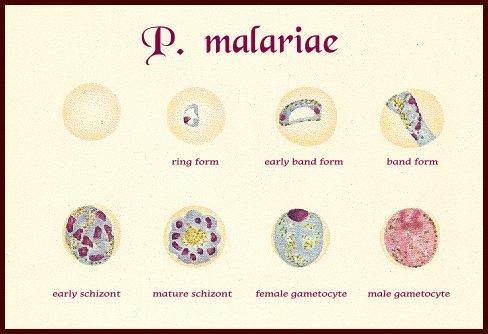 P. malariae
ring form
early band form
band form
early schizont
mature schizont
female gametocyte
male gametocyte